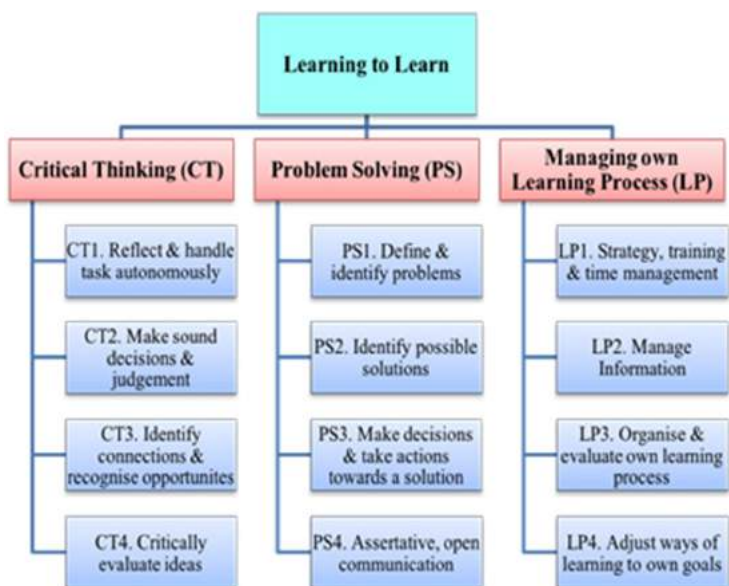 Learning to Learn
Critical Thinking (CT)
CT1. Reflect & handle
task autonomously
CT2. Make sound
decisions &
judgement
CT3. Identify
connections &
recognise opportunites
CT4. Critically
evaluate ideas
Problem Solving (PS)
PS1. Define &
identify problems
PS2. Identify possible
solutions
PS3. Make decisions
& take actions
towards a solution
PS4. Assertative, open
communication
Managing own
Learning Process (LP)
LP1. Strategy, training
& time management
LP2. Manage
Information
LP3. Organise &
evaluate own learning
process
LP4. Adjust ways of
learning to own goals